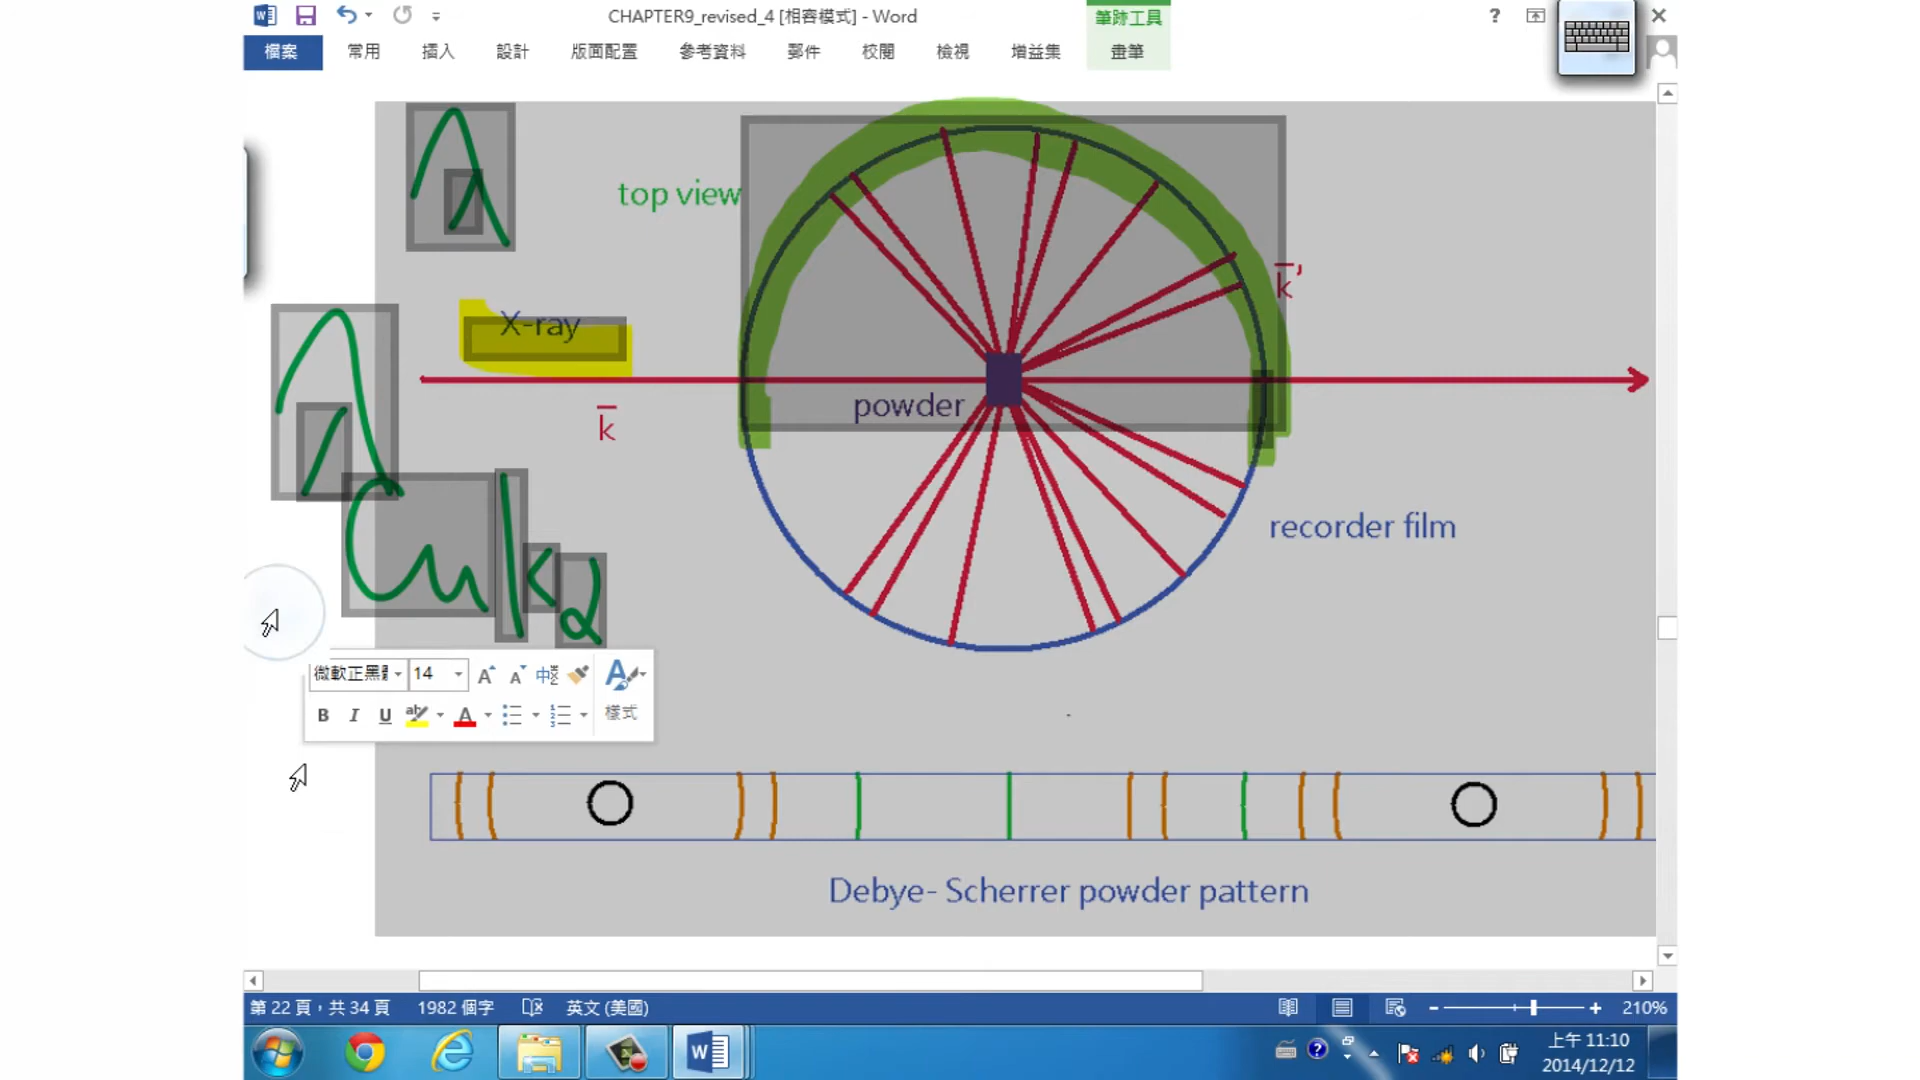 CHAPTER9_revised_4 [相容模式] - Word
筆跡工具
?
檔案 常用 插入 設計 版面配置 參考資料 郵件 校閱 檢視 增益集 畫筆
λ
top view
k̄'
X-ray
k̄
powder
λ Cu kα
recorder film
微軟正黑 14 A A A
B I U ab A 樣式
Debye- Scherrer powder pattern
第 22 頁，共 34 頁 1982 個字 英文 (美國) 210%
上午 11:10
2014/12/12